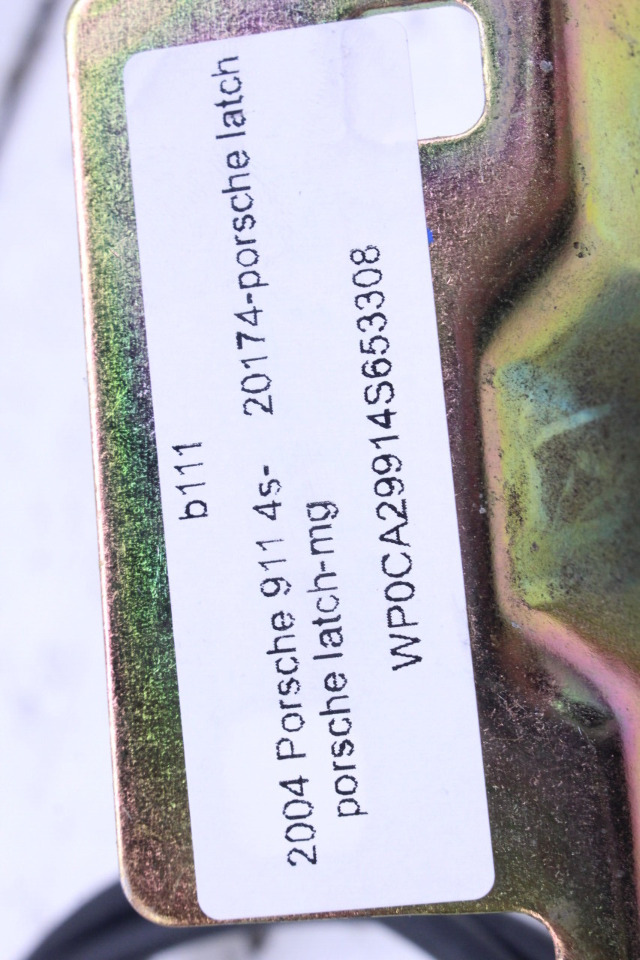 b111
2004 Porsche 911 4s- 20174-porsche latch
porsche latch-mg
WP0CA29914S653308